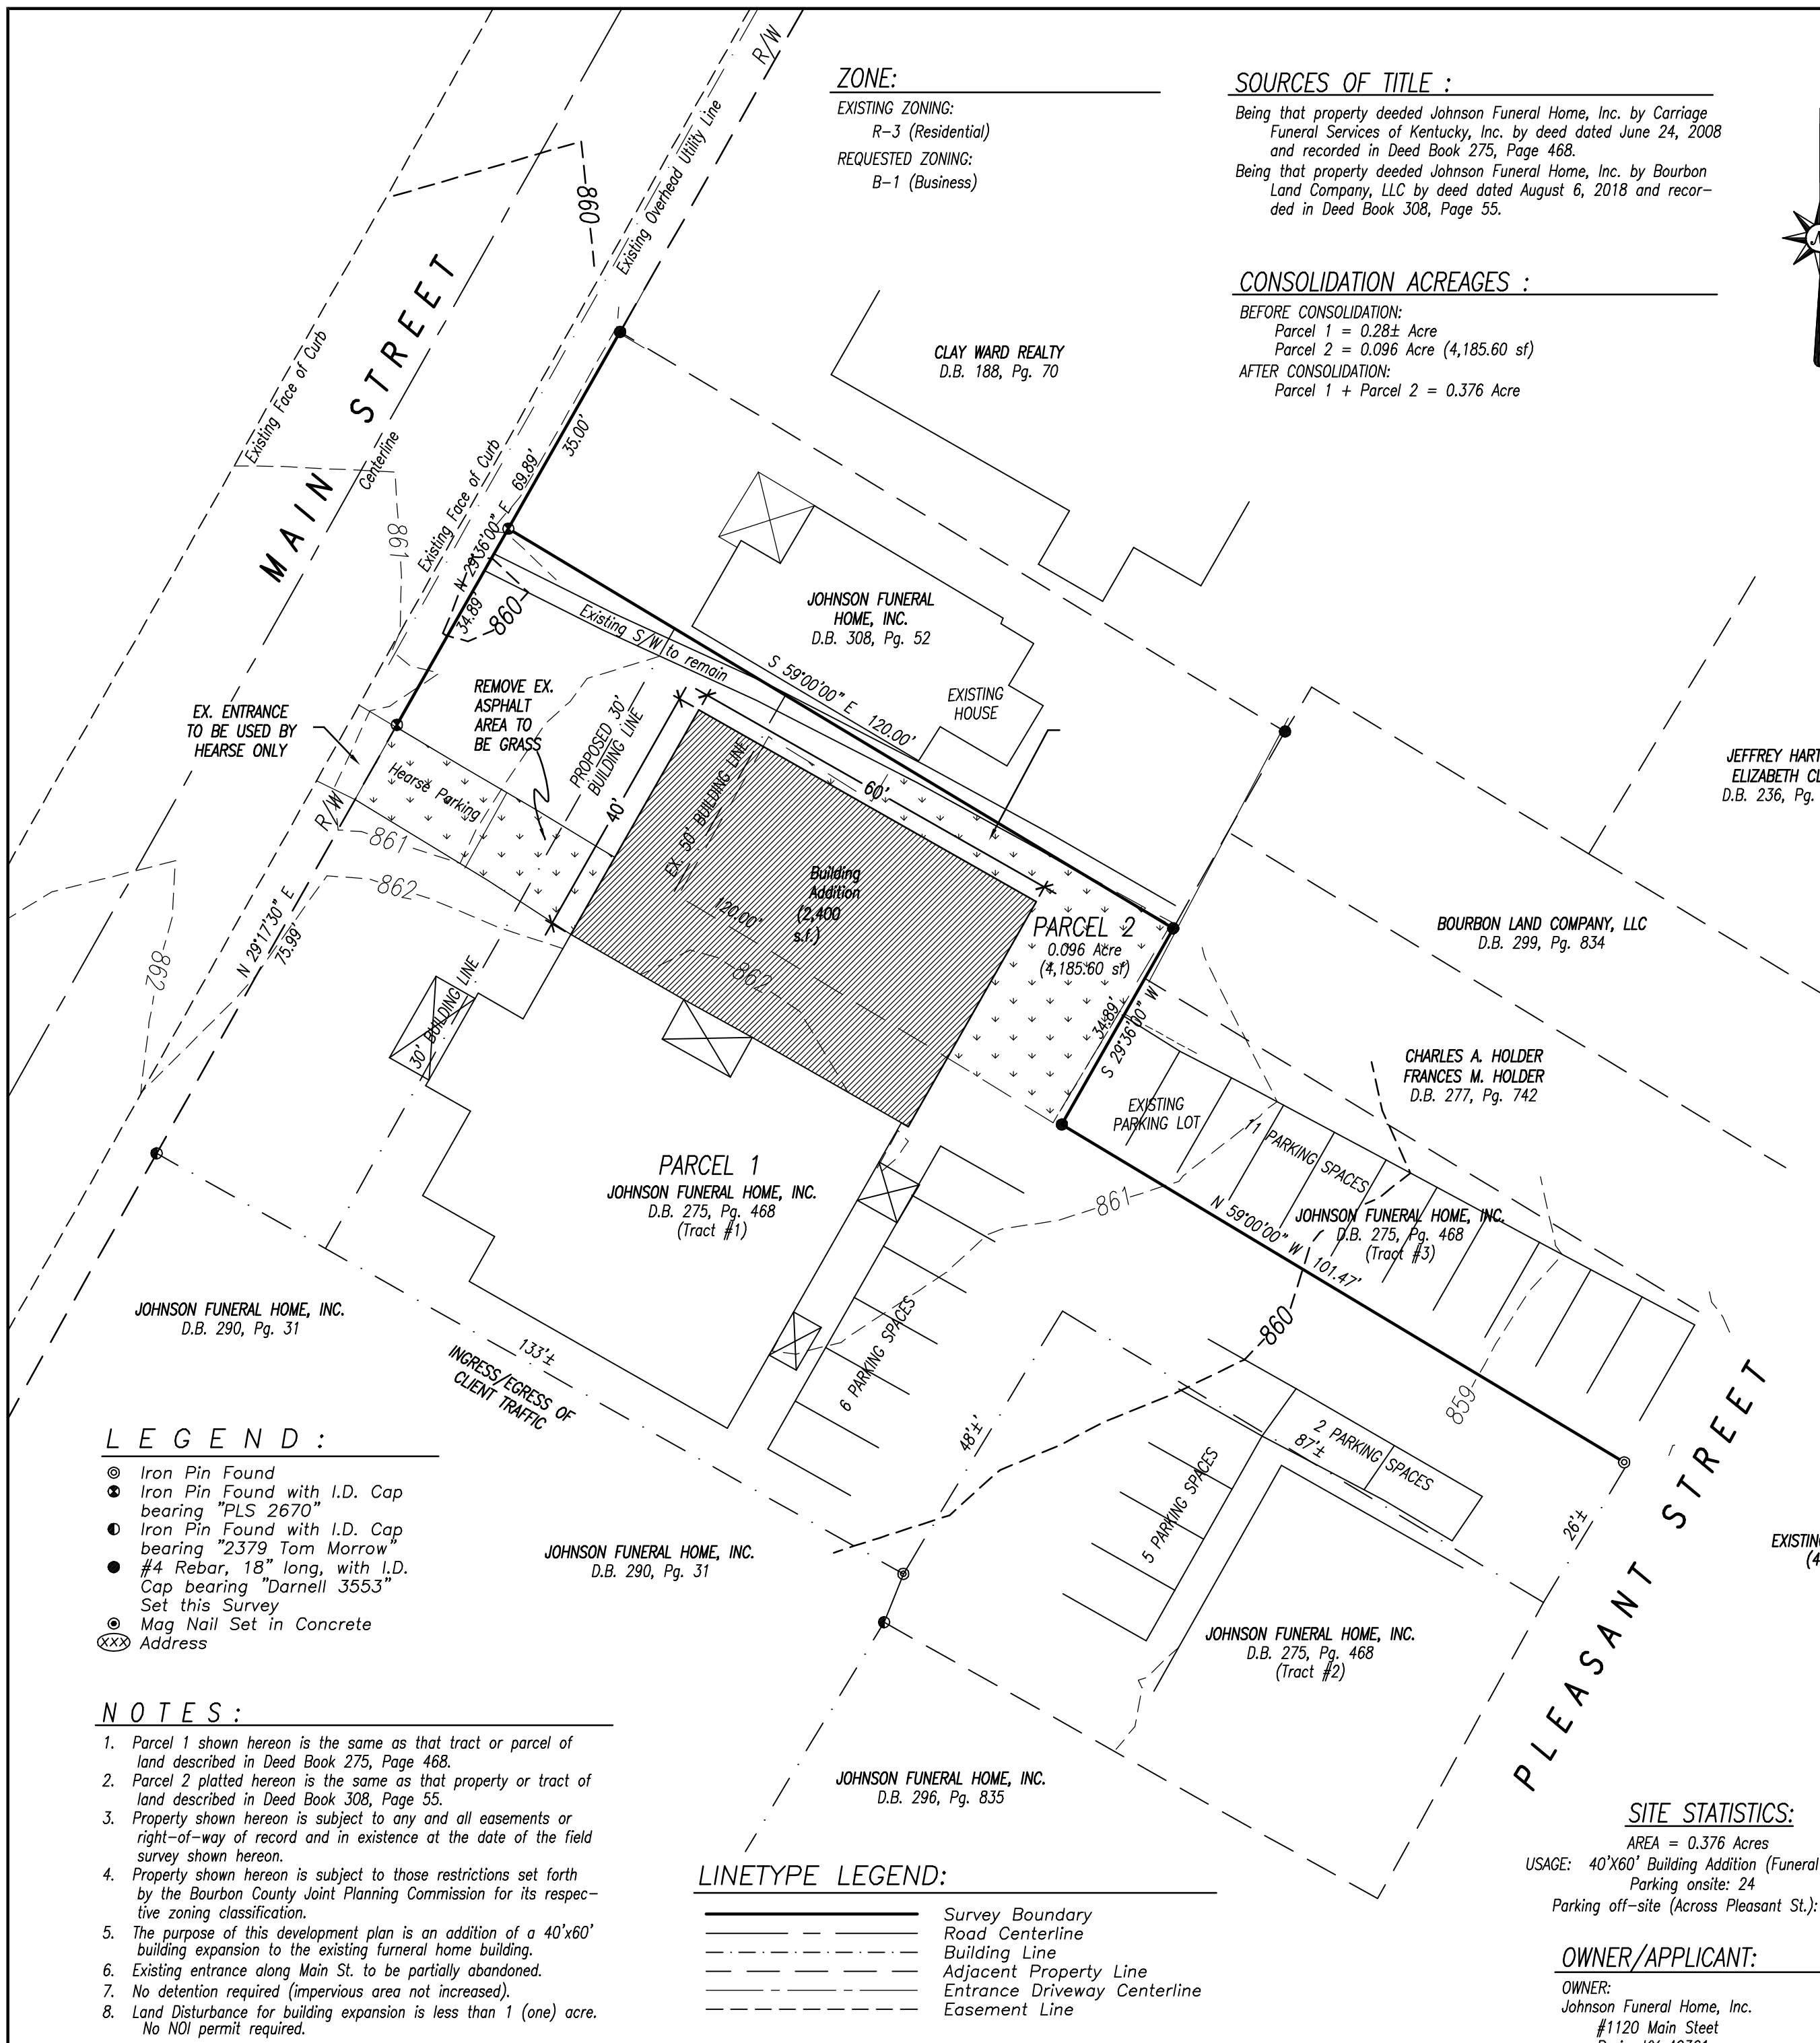 ZONE:
EXISTING ZONING:
R-3 (Residential)
REQUESTED ZONING:
B-1 (Business)
SOURCES OF TITLE :
Being that property deeded Johnson Funeral Home, Inc. by Carriage
Funeral Services of Kentucky, Inc. by deed dated June 24, 2008
and recorded in Deed Book 275, Page 468.
Being that property deeded Johnson Funeral Home, Inc. by Bourbon
Land Company, LLC by deed dated August 6, 2018 and recor-
ded in Deed Book 308, Page 55.
CONSOLIDATION ACREAGES :
BEFORE CONSOLIDATION:
Parcel 1 = 0.28± Acre
Parcel 2 = 0.096 Acre (4,185.60 sf)
AFTER CONSOLIDATION:
Parcel 1 + Parcel 2 = 0.376 Acre
R/W
Existing Overhead Utility Line
860
MAIN STREET
Existing Face of Curb
Centerline
Existing Face of Curb
861
N 29°36'00" E 69.89'
35.00'
34.89'
860
CLAY WARD REALTY
D.B. 188, Pg. 70
JOHNSON FUNERAL
HOME, INC.
D.B. 308, Pg. 52
EXISTING
HOUSE
Existing S/W to remain
S 59°00'00" E 120.00'
REMOVE EX.
ASPHALT
AREA TO
BE GRASS
EX. ENTRANCE
TO BE USED BY
HEARSE ONLY
Hearse Parking
PROPOSED 30'
BUILDING LINE
EX. 50' BUILDING LINE
40'
60'
Building
Addition
(2,400
s.f.)
120.00'
862
PARCEL 2
0.096 Acre
(4,185.60 sf)
34.89'
S 29°36'00" W
R/W
861
862
862
N 29°17'30" E
75.99'
30' BUILDING LINE
JEFFREY HART
D.B. 236, Pg.
BOURBON LAND COMPANY, LLC
D.B. 299, Pg. 834
CHARLES A. HOLDER
FRANCES M. HOLDER
D.B. 277, Pg. 742
EXISTING
PARKING LOT
11 PARKING SPACES
861
JOHNSON FUNERAL HOME, INC.
D.B. 275, Pg. 468
(Tract #3)
N 59°00'00" W 101.47'
860
859
PARCEL 1
JOHNSON FUNERAL HOME, INC.
D.B. 275, Pg. 468
(Tract #1)
6 PARKING SPACES
JOHNSON FUNERAL HOME, INC.
D.B. 290, Pg. 31
133'±
INGRESS/EGRESS OF
CLIENT TRAFFIC
48'±'
2 PARKING SPACES
87'±
5 PARKING SPACES
26'±
PLEASANT STREET
JOHNSON FUNERAL HOME, INC.
D.B. 290, Pg. 31
JOHNSON FUNERAL HOME, INC.
D.B. 275, Pg. 468
(Tract #2)
JOHNSON FUNERAL HOME, INC.
D.B. 296, Pg. 835
LEGEND:
Iron Pin Found
Iron Pin Found with I.D. Cap
bearing "PLS 2670"
Iron Pin Found with I.D. Cap
bearing "2379 Tom Morrow"
#4 Rebar, 18" long, with I.D.
Cap bearing "Darnell 3553"
Set this Survey
Mag Nail Set in Concrete
XXX Address
NOTES:
1. Parcel 1 shown hereon is the same as that tract or parcel of
land described in Deed Book 275, Page 468.
2. Parcel 2 platted hereon is the same as that property or tract of
land described in Deed Book 308, Page 55.
3. Property shown hereon is subject to any and all easements or
right-of-way of record and in existence at the date of the field
survey shown hereon.
4. Property shown hereon is subject to those restrictions set forth
by the Bourbon County Joint Planning Commission for its respec-
tive zoning classification.
5. The purpose of this development plan is an addition of a 40'x60'
building expansion to the existing furneral home building.
6. Existing entrance along Main St. to be partially abandoned.
7. No detention required (impervious area not increased).
8. Land Disturbance for building expansion is less than 1 (one) acre.
No NOI permit required.
LINETYPE LEGEND:
Survey Boundary
Road Centerline
Building Line
Adjacent Property Line
Entrance Driveway Centerline
Easement Line
SITE STATISTICS:
AREA = 0.376 Acres
USAGE: 40'X60' Building Addition (Funeral
Parking onsite: 24
Parking off-site (Across Pleasant St.):
OWNER/APPLICANT:
OWNER:
Johnson Funeral Home, Inc.
#1120 Main Steet